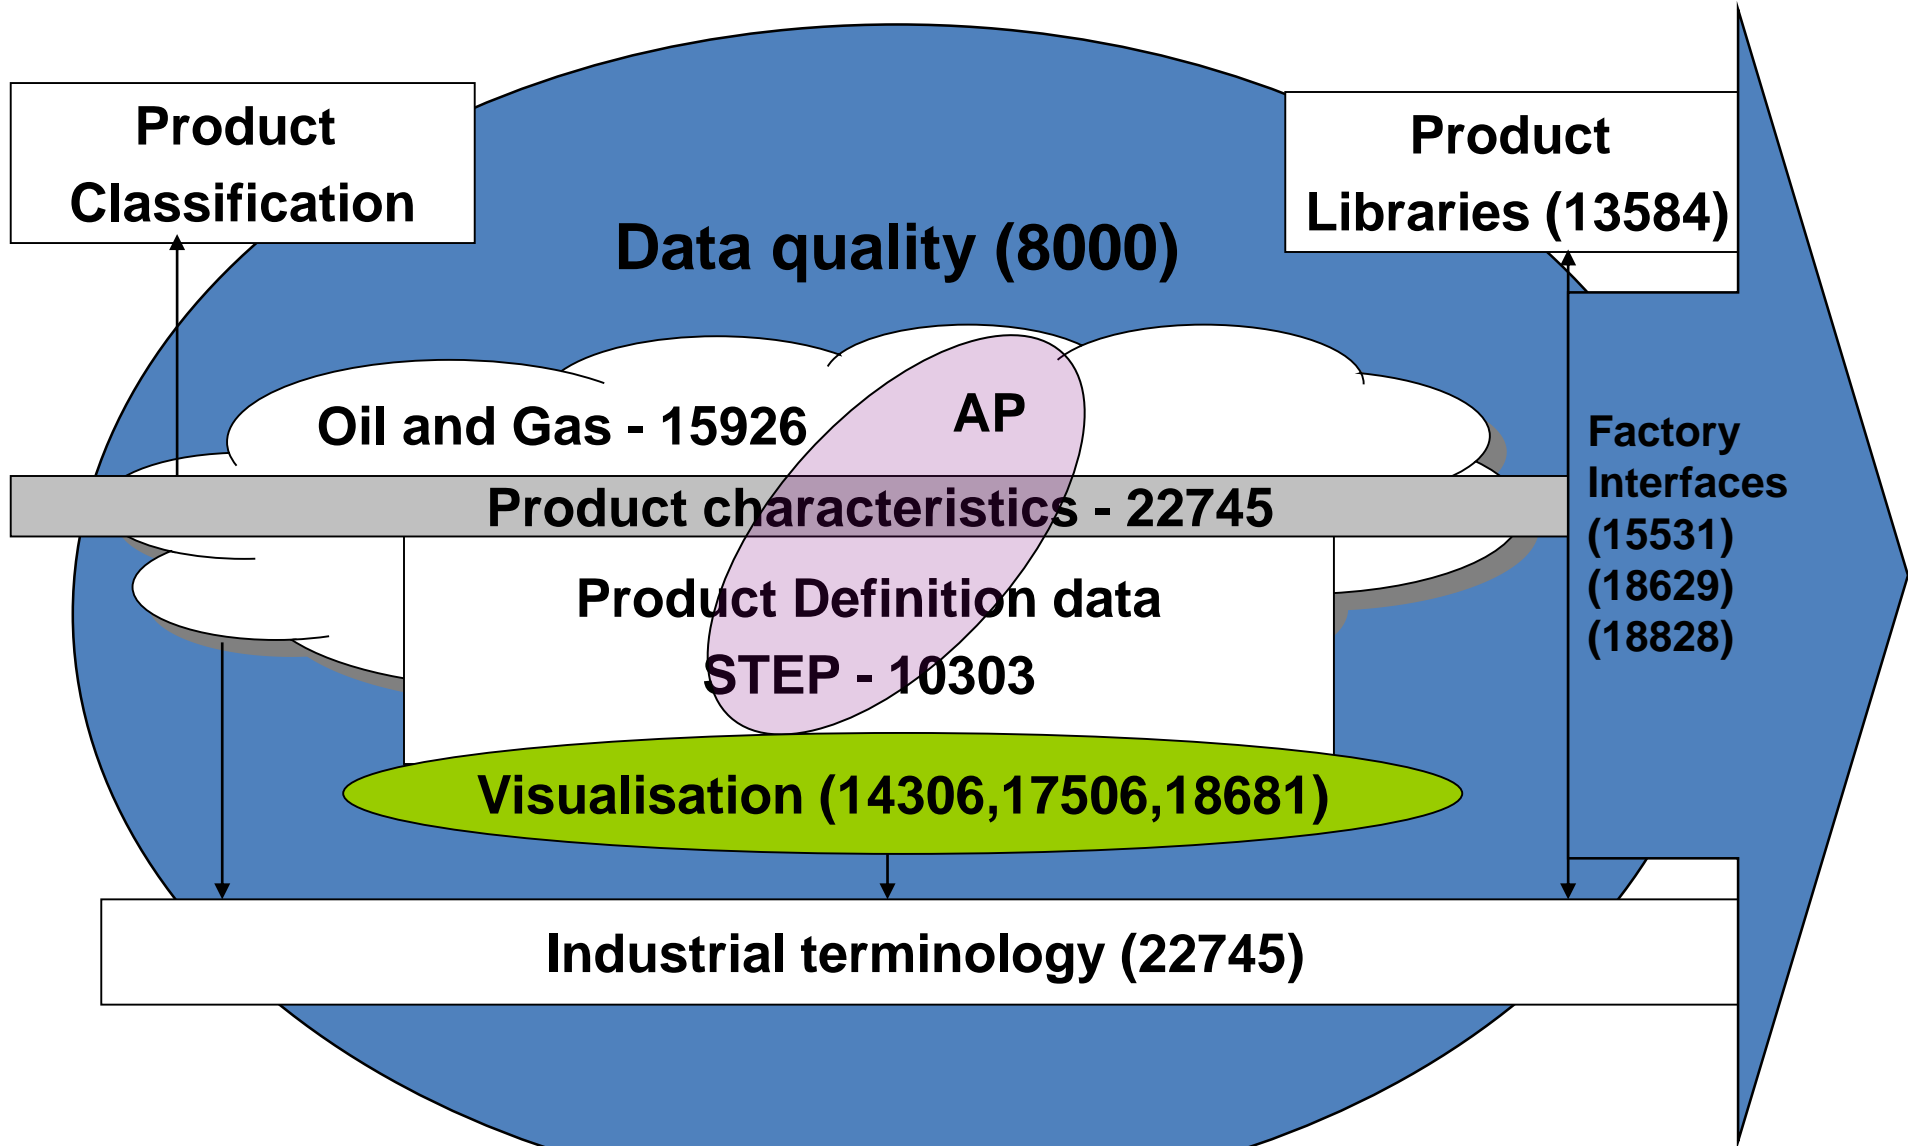 Product
Classification
Product
Libraries (13584)
Data quality (8000)
Oil and Gas - 15926
AP
Product characteristics - 22745
Product Definition data
STEP - 10303
Factory
Interfaces
(15531)
(18629)
(18828)
Visualisation (14306,17506,18681)
Industrial terminology (22745)